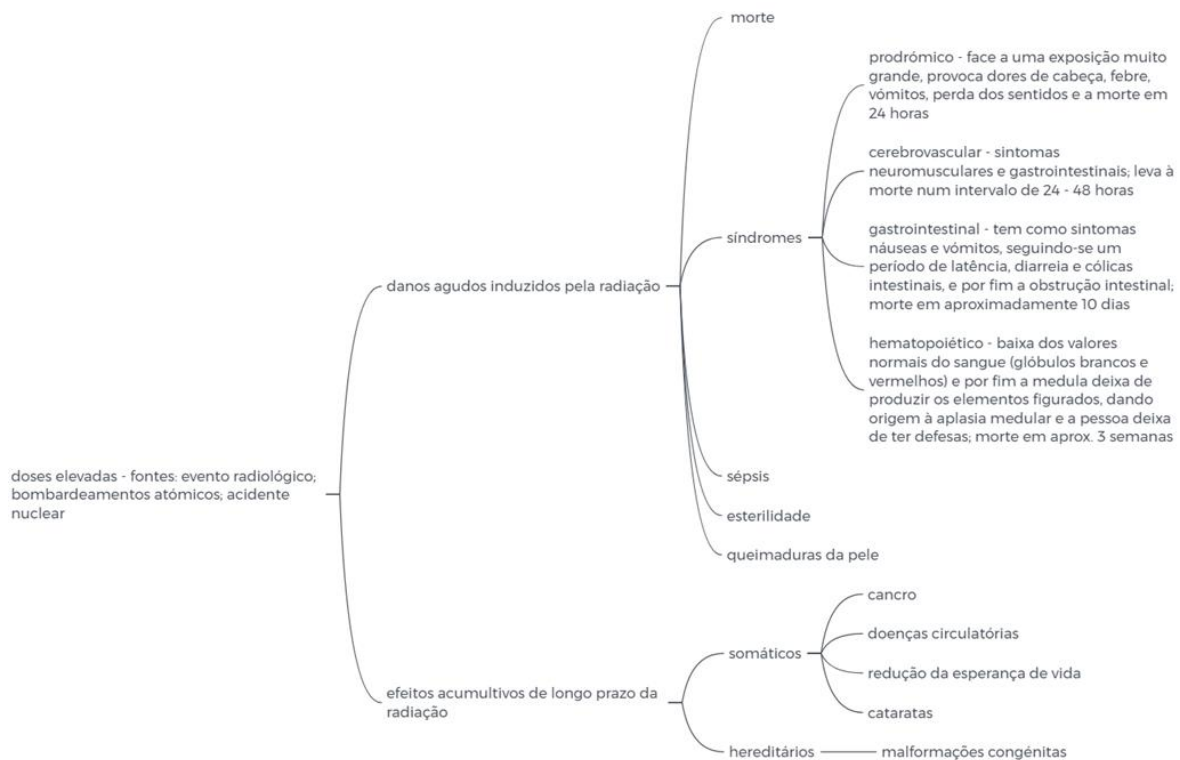 doses elevadas - fontes: evento radiológico;
bombardeamentos atómicos; acidente
nuclear
danos agudos induzidos pela radiação
morte
síndromes
prodrómico - face a uma exposição muito
grande, provoca dores de cabeça, febre,
vómitos, perda dos sentidos e a morte em
24 horas
cerebrovascular - sintomas
neuromusculares e gastrointestinais; leva à
morte num intervalo de 24 - 48 horas
gastrointestinal - tem como sintomas
náuseas e vómitos, seguindo-se um
período de latência, diarreia e cólicas
intestinais, e por fim a obstrução intestinal;
morte em aproximadamente 10 dias
hematopoiético - baixa dos valores
normais do sangue (glóbulos brancos e
vermelhos) e por fim a medula deixa de
produzir os elementos figurados, dando
origem à aplasia medular e a pessoa deixa
de ter defesas; morte em aprox. 3 semanas
sépsis
esterilidade
queimaduras da pele
efeitos acumultivos de longo prazo da
radiação
somáticos
cancro
doenças circulatórias
redução da esperança de vida
cataratas
hereditários
malformações congénitas